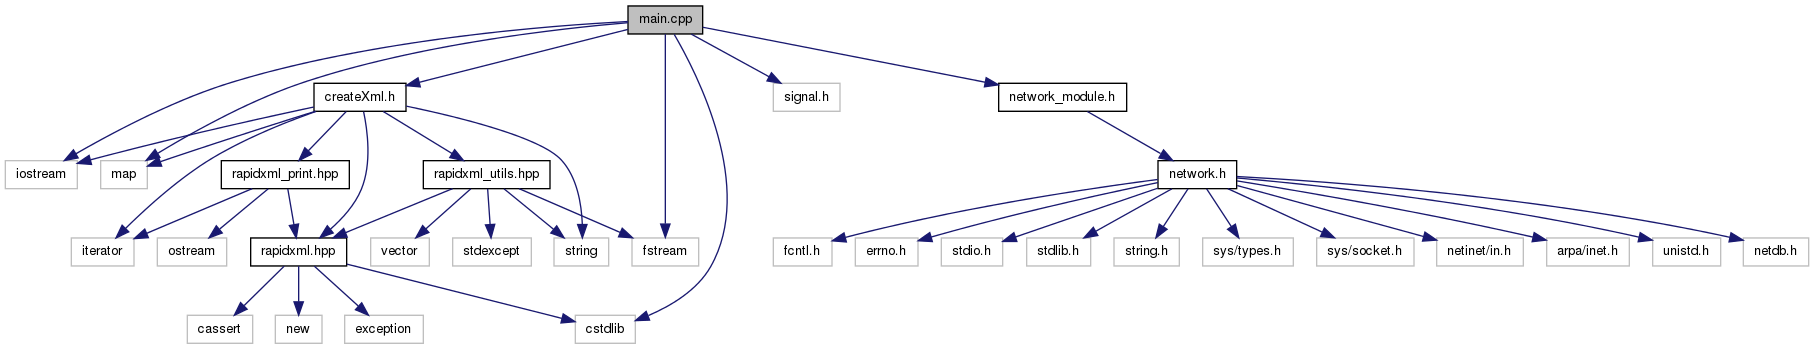 main.cpp
createXml.h
signal.h
network_module.h
iostream
map
rapidxml_print.hpp
rapidxml_utils.hpp
network.h
iterator
ostream
rapidxml.hpp
vector
stdexcept
string
fstream
fcntl.h
errno.h
stdio.h
stdlib.h
string.h
sys/types.h
sys/socket.h
netinet/in.h
arpa/inet.h
unistd.h
netdb.h
cassert
new
exception
cstdlib